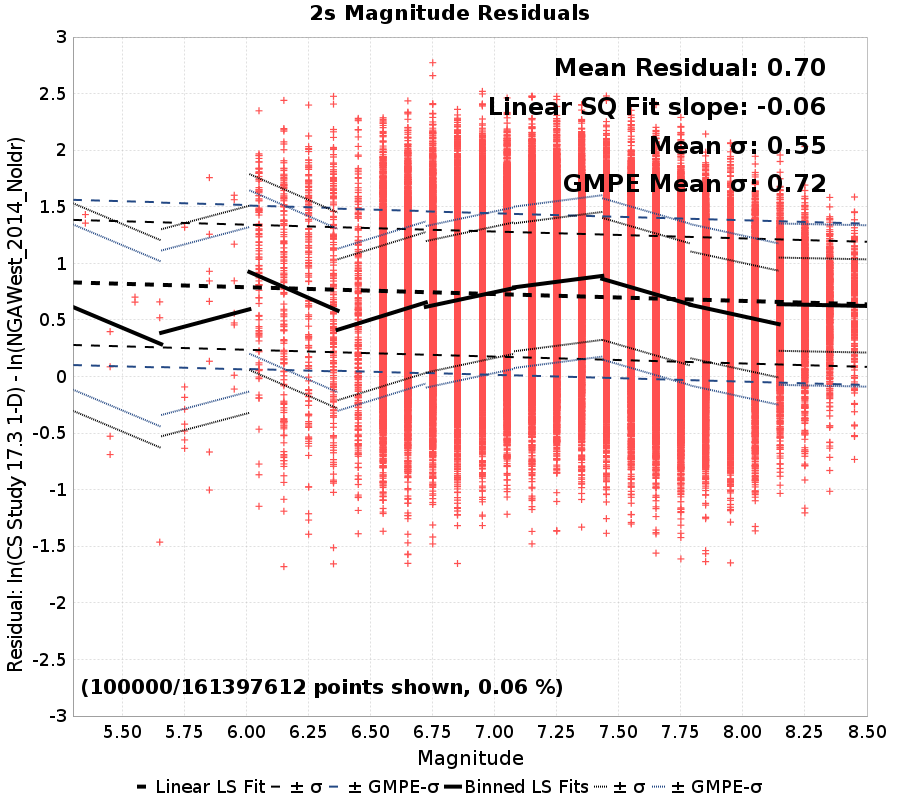 2s Magnitude Residuals
Mean Residual: 0.70
Linear SQ Fit slope: -0.06
Mean σ: 0.55
GMPE Mean σ: 0.72
Residual: ln(CS Study 17.3 1-D) - ln(NGAWest_2014_NoIdr)
3
2.5
2
1.5
1
0.5
0
-0.5
-1
-1.5
-2
-2.5
-3
(100000/161397612 points shown, 0.06 %)
5.50 5.75 6.00 6.25 6.50 6.75 7.00 7.25 7.50 7.75 8.00 8.25 8.50
Magnitude
Linear LS Fit ± σ ± GMPE-σ Binned LS Fits ± σ ± GMPE-σ